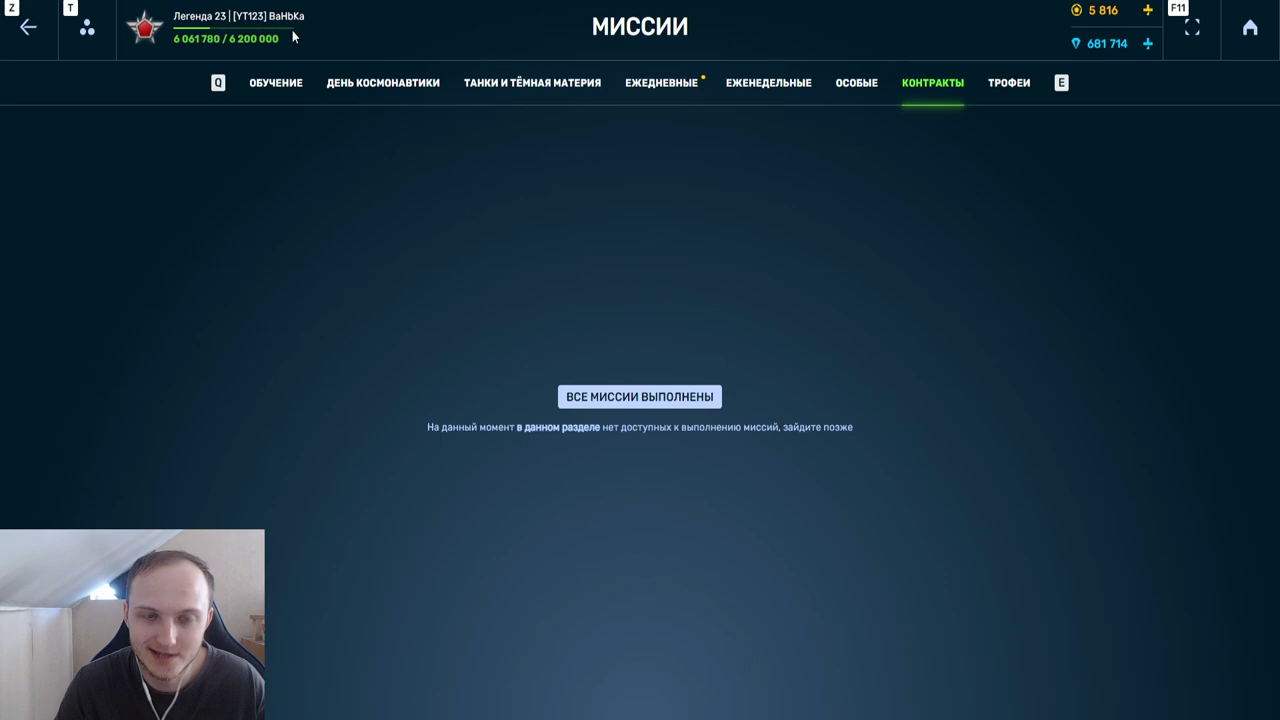 Z
T
Легенда 23 | [YT123] BaHbKa
6 061 780 / 6 200 000
МИССИИ
5 816
F11
681 714
Q
ОБУЧЕНИЕ
ДЕНЬ КОСМОНАВТИКИ
ТАНКИ И ТЁМНАЯ МАТЕРИЯ
ЕЖЕДНЕВНЫЕ
ЕЖЕНЕДЕЛЬНЫЕ
ОСОБЫЕ
КОНТРАКТЫ
ТРОФЕИ
E
ВСЕ МИССИИ ВЫПОЛНЕНЫ
На данный момент в данном разделе нет доступных к выполнению миссий, зайдите позже